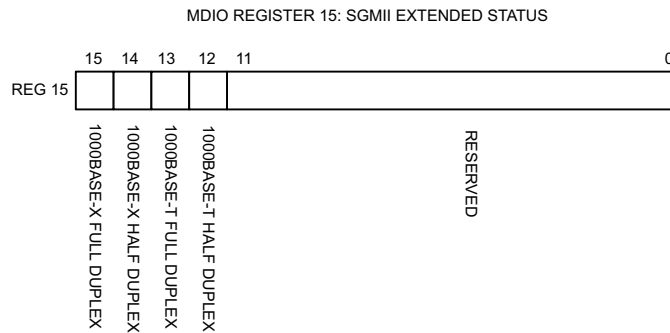 MDIO REGISTER 15: SGMII EXTENDED STATUS
15 14 13 12 11 0
REG 15
1000BASE-X FULL DUPLEX
1000BASE-X HALF DUPLEX
1000BASE-T FULL DUPLEX
1000BASE-T HALF DUPLEX
RESERVED